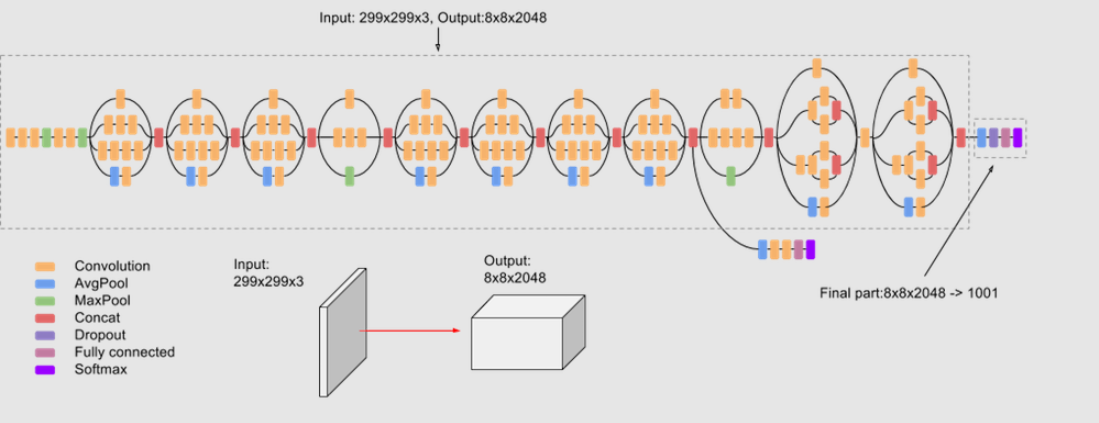 Input: 299x299x3, Output:8x8x2048
Convolution
AvgPool
MaxPool
Concat
Dropout
Fully connected
Softmax
Input:
299x299x3
Output:
8x8x2048
Final part:8x8x2048 -> 1001